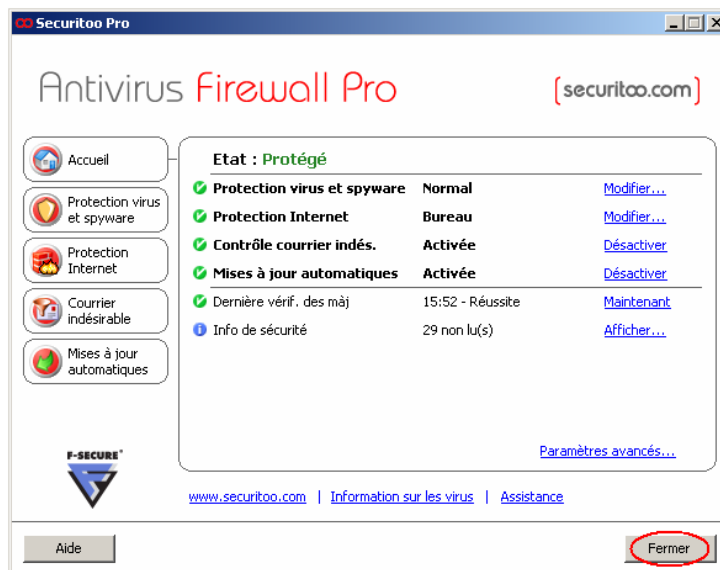 Securitoo Pro
Antivirus Firewall Pro
(securitoo.com)
Accueil
Protection virus
et spyware
Protection
Internet
Courrier
indésirable
Mises à jour
automatiques
Etat : Protégé
Protection virus et spyware Normal Modifier...
Protection Internet Bureau Modifier...
Contrôle courrier indés. Activée Désactiver
Mises à jour automatiques Activée Désactiver
Dernière vérif. des màj 15:52 - Réussite Maintenant
Info de sécurité 29 non lu(s) Afficher...
Paramètres avancés...
F-SECURE
www.securitoo.com | Information sur les virus | Assistance
Aide
Fermer